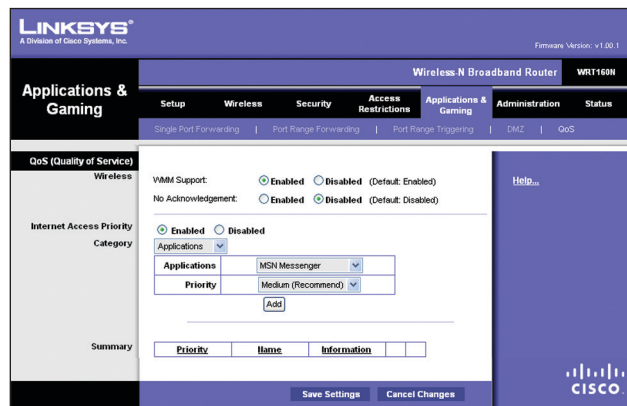 LINKSYS®
A Division of Cisco Systems, Inc.
Firmware Version: v1.00.1
Wireless-N Broadband Router WRT160N
Applications & Gaming
Setup Wireless Security Access Restrictions Applications & Gaming Administration Status
Single Port Forwarding | Port Range Forwarding | Port Range Triggering | DMZ | QoS
QoS (Quality of Service)
Wireless
WMM Support: Enabled Disabled (Default: Enabled)
Help...
No Acknowledgement: Enabled Disabled (Default: Disabled)
Internet Access Priority
Enabled Disabled
Category
Applications
Applications MSN Messenger
Priority Medium (Recommend)
Add
Summary
Priority Name Information
Save Settings Cancel Changes
CISCO.